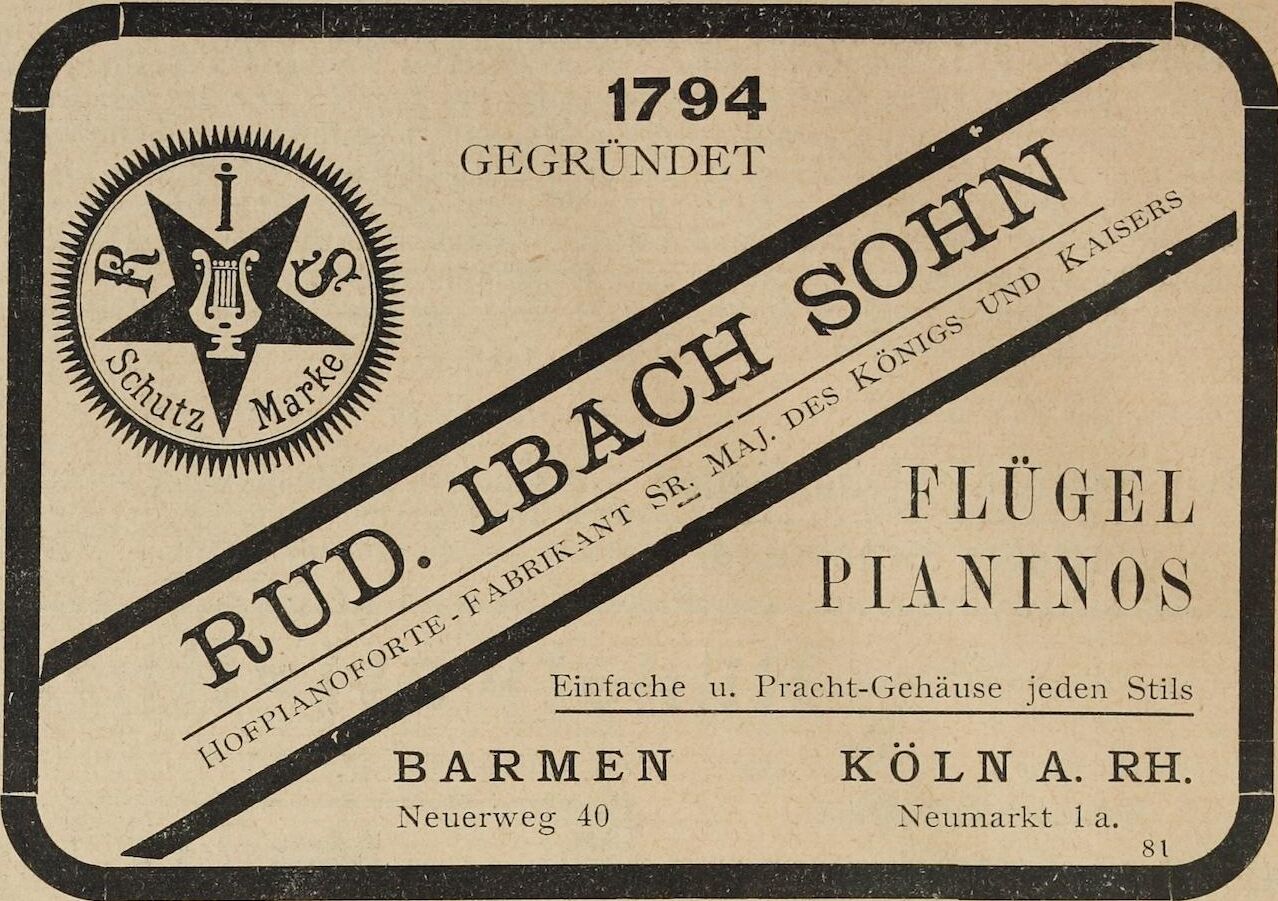 1794
GEGRÜNDET
R i S
Schutz Marke
RUD. IBACH SOHN
HOFPIANOFORTE-FABRIKANT SR. MAJ. DES KÖNIGS UND KAISERS
FLÜGEL
PIANINOS
Einfache u. Pracht-Gehäuse jeden Stils
BARMEN
Neuerweg 40
KÖLN A. RH.
Neumarkt 1 a.
81